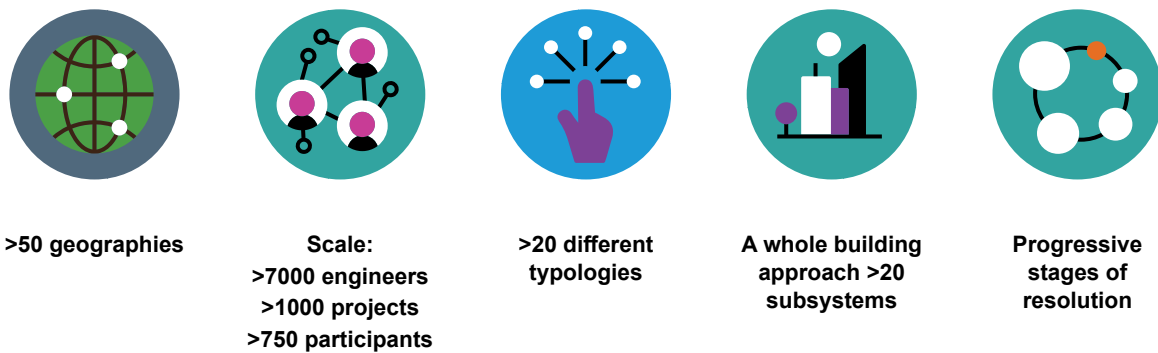 >50 geographies
Scale:
>7000 engineers
>1000 projects
>750 participants
>20 different
typologies
A whole building
approach >20
subsystems
Progressive
stages of
resolution